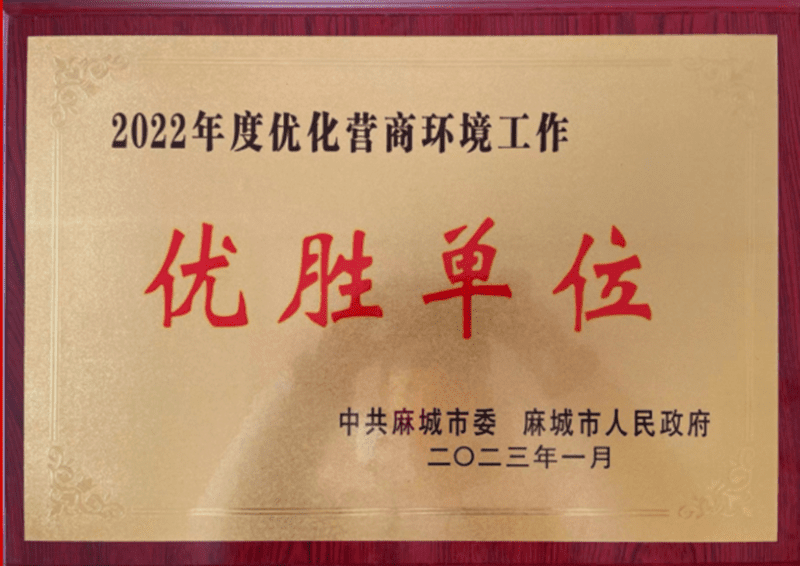 2022年度优化营商环境工作
优胜单位
中共麻城市委 麻城市人民政府
二〇二三年一月